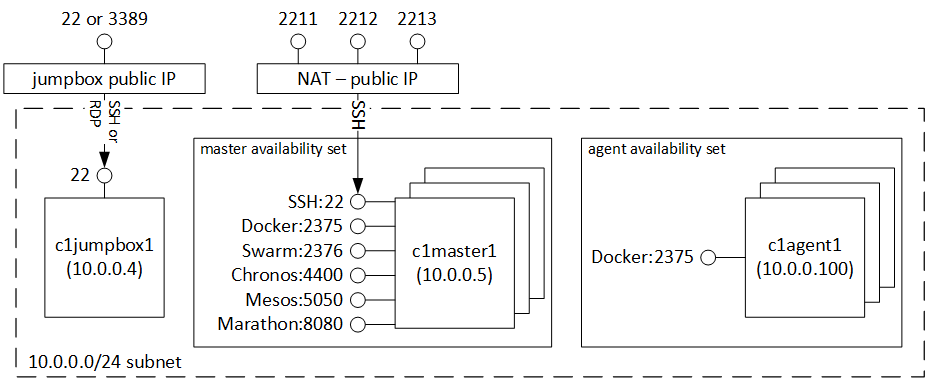 22 or 3389
2211
2212
2213
jumpbox public IP
NAT – public IP
SSH or
RDP
SSH
master availability set
agent availability set
22
c1jumpbox1
(10.0.0.4)
SSH:22
Docker:2375
Swarm:2376
Chronos:4400
Mesos:5050
Marathon:8080
c1master1
(10.0.0.5)
Docker:2375
c1agent1
(10.0.0.100)
10.0.0.0/24 subnet